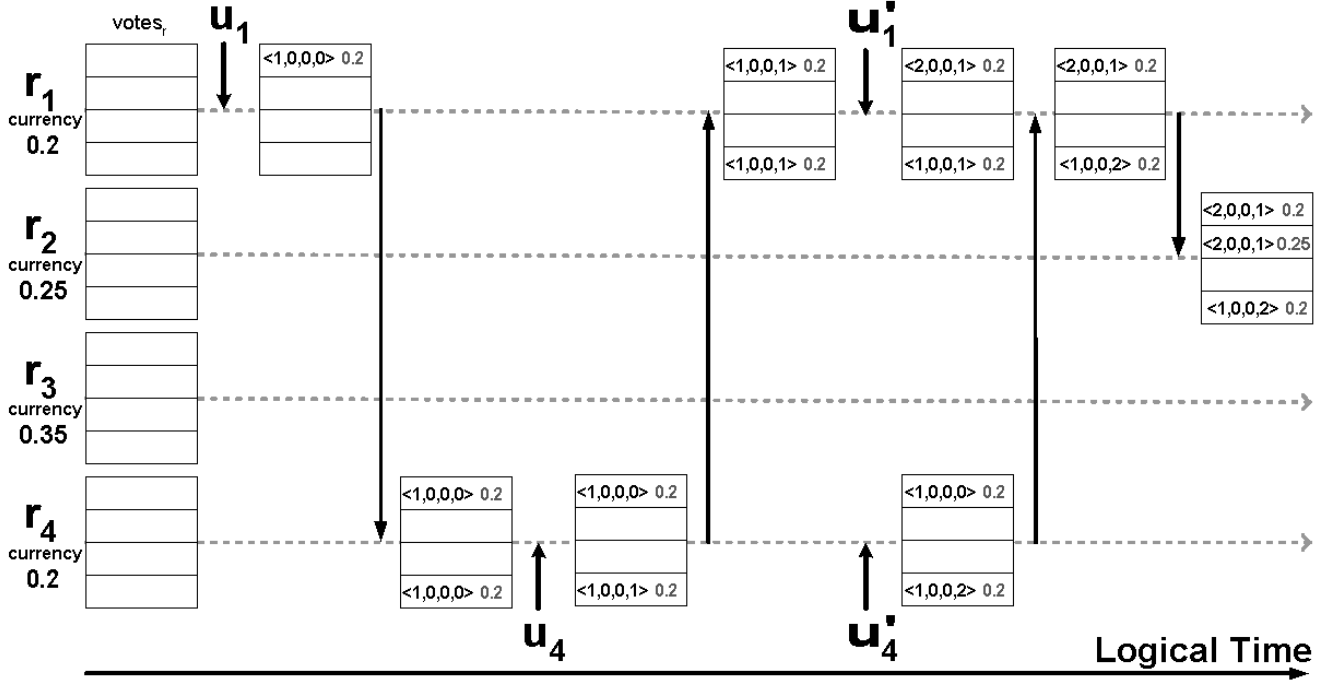 votesr
u1
r1
currency
0.2
<1,0,0,0> 0.2
<1,0,0,1> 0.2
<1,0,0,1> 0.2
u1'
<2,0,0,1> 0.2
<1,0,0,1> 0.2
<2,0,0,1> 0.2
<1,0,0,2> 0.2
r2
currency
0.25
<2,0,0,1> 0.2
<2,0,0,1> 0.25
<1,0,0,2> 0.2
r3
currency
0.35
r4
currency
0.2
<1,0,0,0> 0.2
<1,0,0,0> 0.2
u4
<1,0,0,0> 0.2
<1,0,0,1> 0.2
u4'
<1,0,0,0> 0.2
<1,0,0,2> 0.2
Logical Time